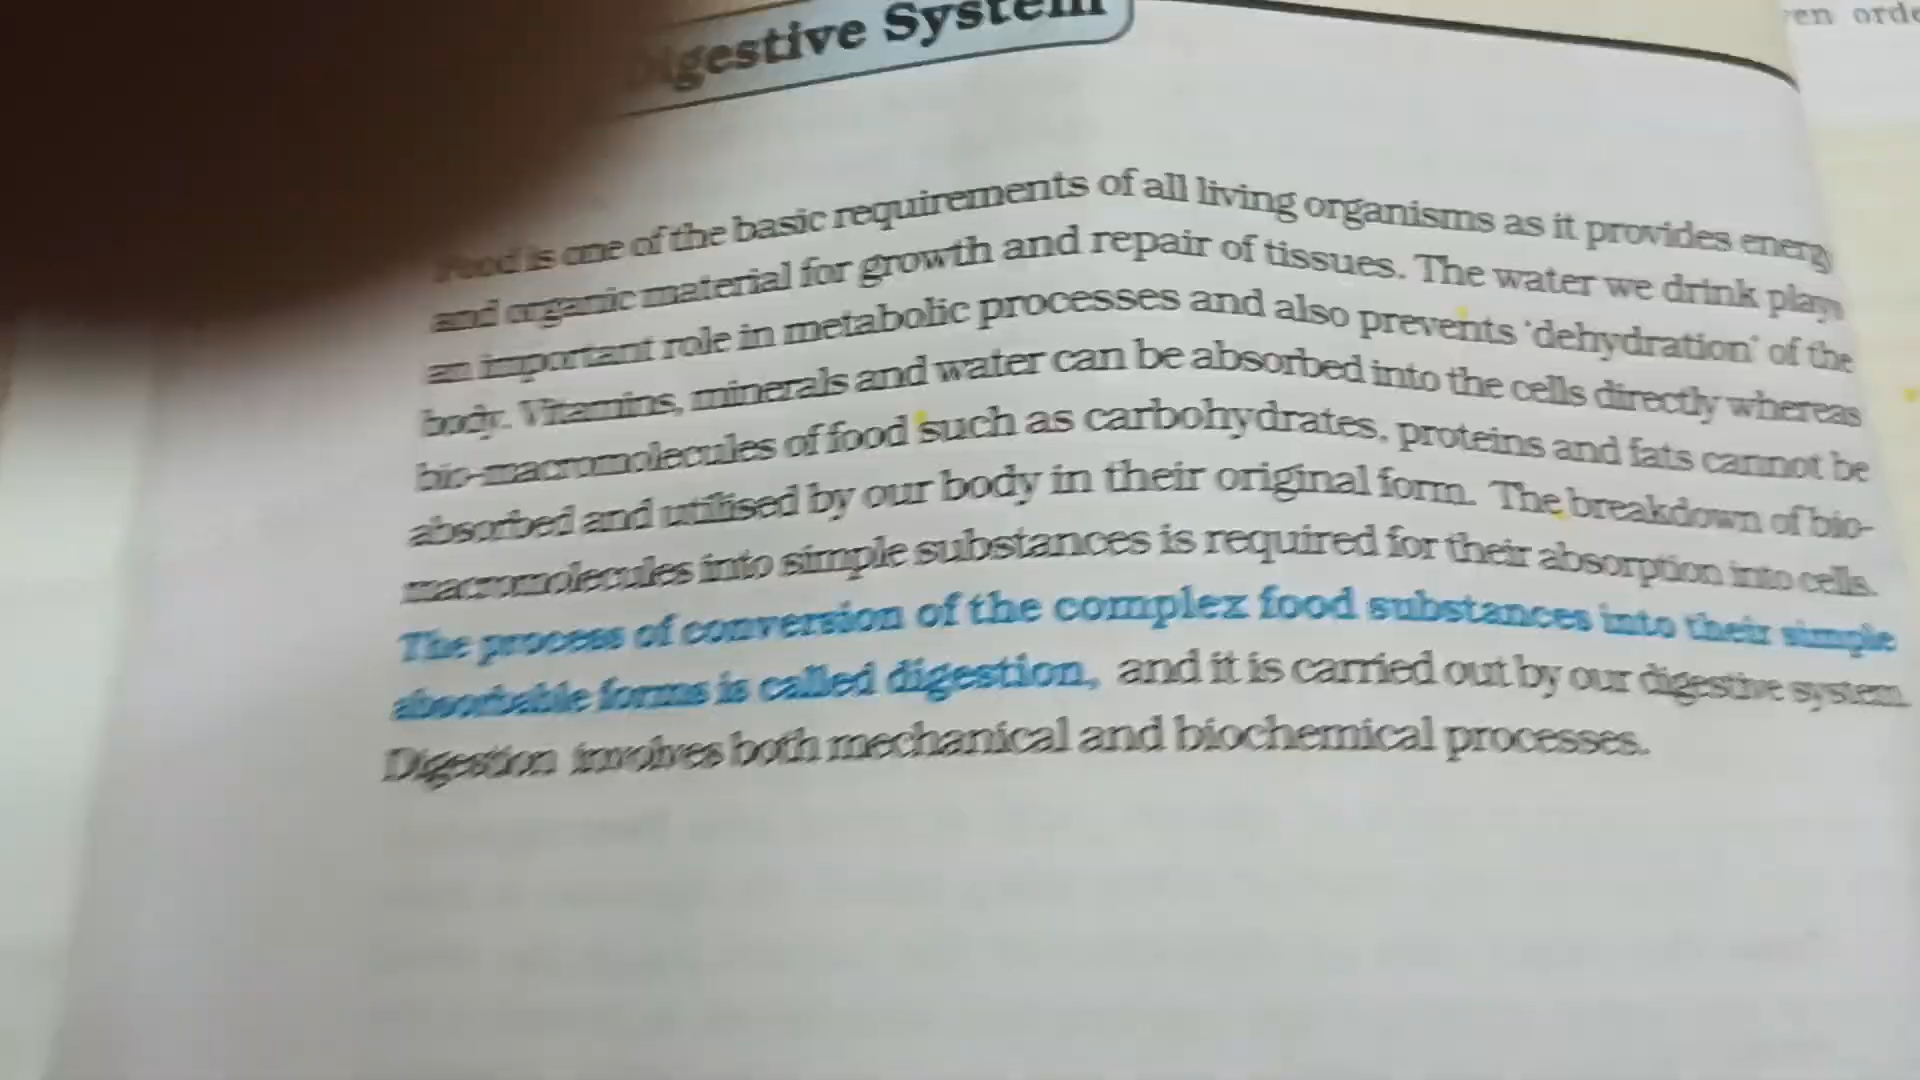 Digestive System
en orde
Food is one of the basic requirements of all living organisms as it provides energy
and organic material for growth and repair of tissues. The water we drink plays
an important role in metabolic processes and also prevents 'dehydration' of the
body. Vitamins, minerals and water can be absorbed into the cells directly whereas
bio-macromolecules of food such as carbohydrates, proteins and fats cannot be
absorbed and utilised by our body in their original form. The breakdown of bio-
macromolecules into simple substances is required for their absorption into cells.
The process of conversion of the complex food substances into their simple
absorbable forms is called digestion, and it is carried out by our digestive system.
Digestion involves both mechanical and biochemical processes.